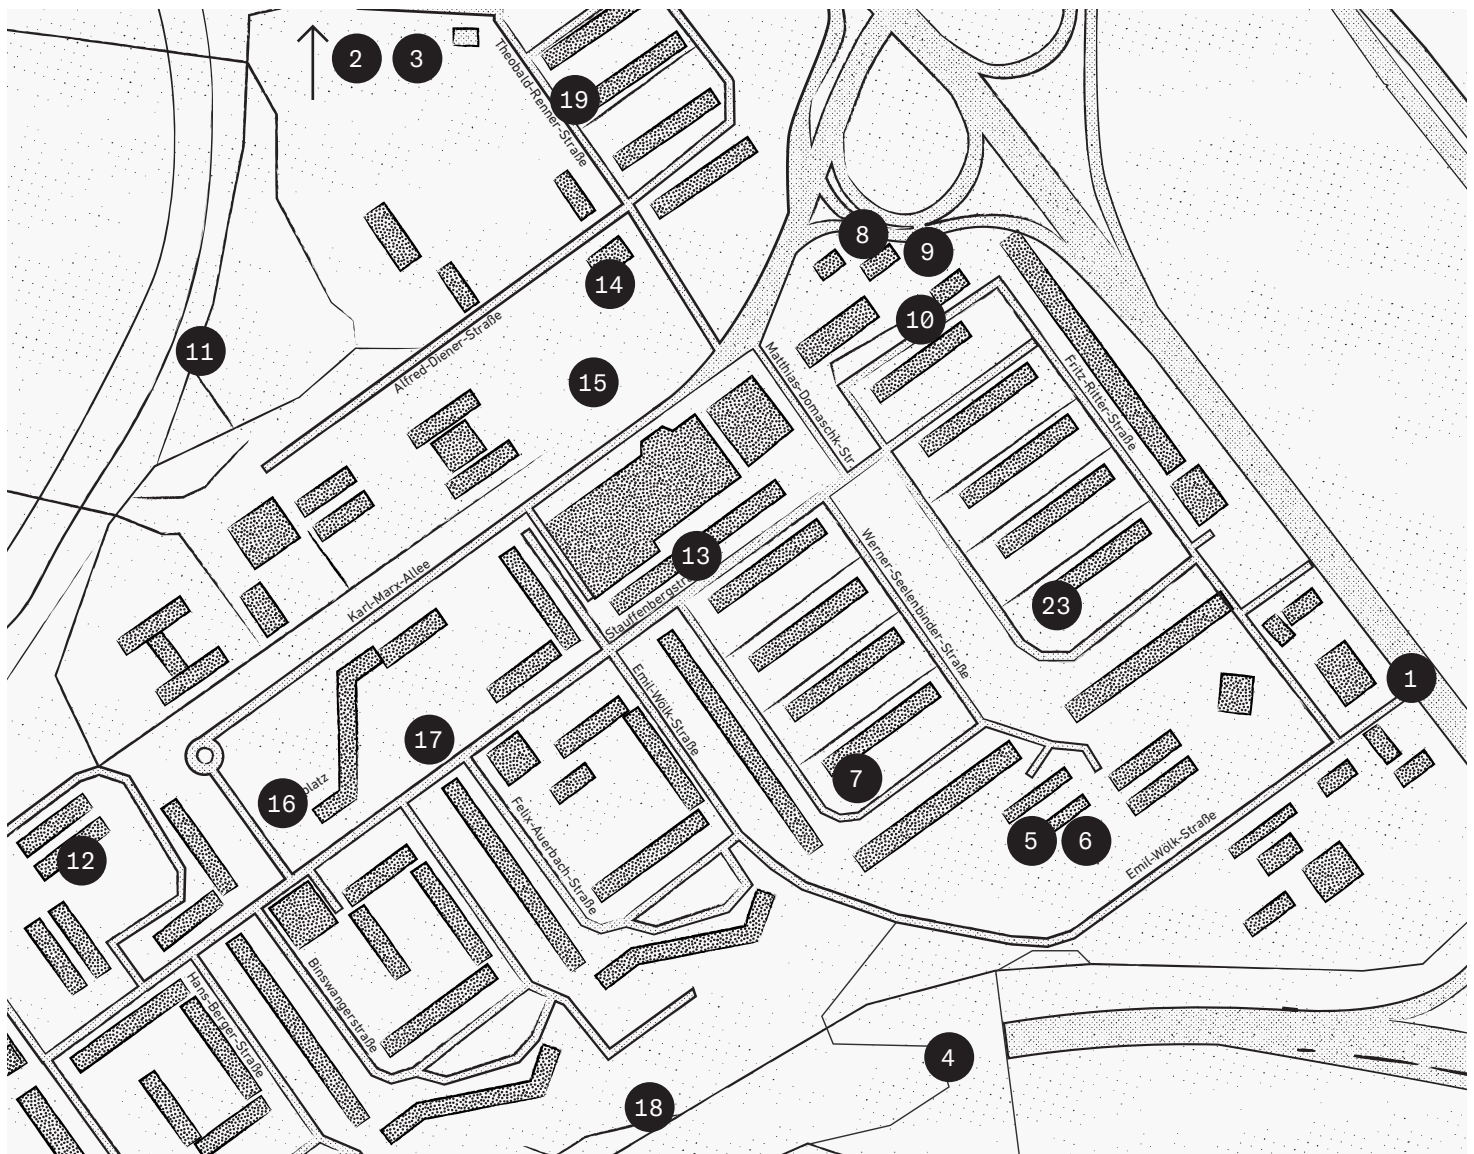 2
3
Theobald-Renner-Straße
19
8
9
14
10
11
Alfred-Diener-Straße
15
Matthias-Domaschk-Str.
Fritz-Ritter-Straße
Karl-Marx-Allee
13
Stauffenbergstr
Werner-Seelenbinder-Straße
23
Emil-Wölk-Straße
1
17
16
platz
7
5
6
Emil-Wölk-Straße
12
Felix-Auerbach-Straße
Binswangerstraße
Hans-Berger-Straße
4
18